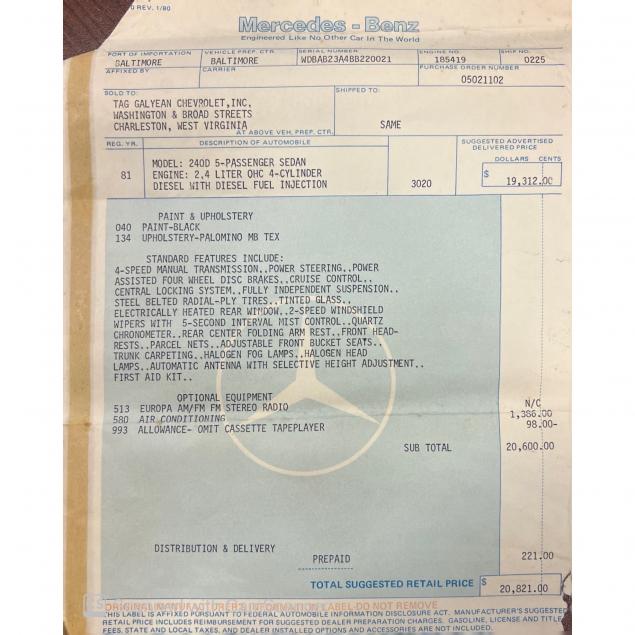 D REV. 1/80
Mercedes-Benz
Engineered Like No Other Car In The World
PORT OF IMPORTATION VEHICLE PREP. CTR. SERIAL NUMBER ENGINE NO. SHIP NO.
BALTIMORE BALTIMORE WDBAB23A4BB220021 185419 0225
AFFIXED BY CARRIER PURCHASE ORDER NUMBER
05021102
SOLD TO: SHIPPED TO:
TAG GALYEAN CHEVROLET,INC.
WASHINGTON & BROAD STREETS
CHARLESTON, WEST VIRGINIA SAME
AT ABOVE VEH. PREP. CTR.
REG. YR. DESCRIPTION OF AUTOMOBILE SUGGESTED ADVERTISED
DELIVERED PRICE
DOLLARS CENTS
MODEL: 240D 5-PASSENGER SEDAN
81 ENGINE: 2.4 LITER OHC 4-CYLINDER $ 19,312.00
DIESEL WITH DIESEL FUEL INJECTION 3020
PAINT & UPHOLSTERY
040 PAINT-BLACK
134 UPHOLSTERY-PALOMINO MB TEX
STANDARD FEATURES INCLUDE:
4-SPEED MANUAL TRANSMISSION..POWER STEERING..POWER
ASSISTED FOUR WHEEL DISC BRAKES..CRUISE CONTROL..
CENTRAL LOCKING SYSTEM..FULLY INDEPENDENT SUSPENSION..
STEEL BELTED RADIAL-PLY TIRES..TINTED GLASS..
ELECTRICALLY HEATED REAR WINDOW..2-SPEED WINDSHIELD
WIPERS WITH 5-SECOND INTERVAL MIST CONTROL..QUARTZ
CHRONOMETER..REAR CENTER FOLDING ARM REST..FRONT HEAD-
RESTS..PARCEL NETS..ADJUSTABLE FRONT BUCKET SEATS..
TRUNK CARPETING..HALOGEN FOG LAMPS..HALOGEN HEAD
LAMPS..AUTOMATIC ANTENNA WITH SELECTIVE HEIGHT ADJUSTMENT..
FIRST AID KIT..
OPTIONAL EQUIPMENT
513 EUROPA AM/FM FM STEREO RADIO N/C
580 AIR CONDITIONING 1,386.00
993 ALLOWANCE- OMIT CASSETTE TAPEPLAYER 98.00-
SUB TOTAL 20,600.00
DISTRIBUTION & DELIVERY
PREPAID 221.00
TOTAL SUGGESTED RETAIL PRICE $ 20,821.00
ORIGINAL MANUFACTURER'S INFORMATION LABEL-DO NOT REMOVE
THIS LABEL IS AFFIXED PURSUANT TO FEDERAL AUTOMOBILE INFORMATION DISCLOSURE ACT. MANUFACTURER'S SUGGESTED
RETAIL PRICE INCLUDES REIMBURSEMENT FOR SUGGESTED DEALER PREPARATION CHARGES. GASOLINE, LICENSE AND TITLE
FEES, STATE AND LOCAL TAXES, AND DEALER INSTALLED OPTIONS AND ACCESSORIES ARE NOT INCLUDED.